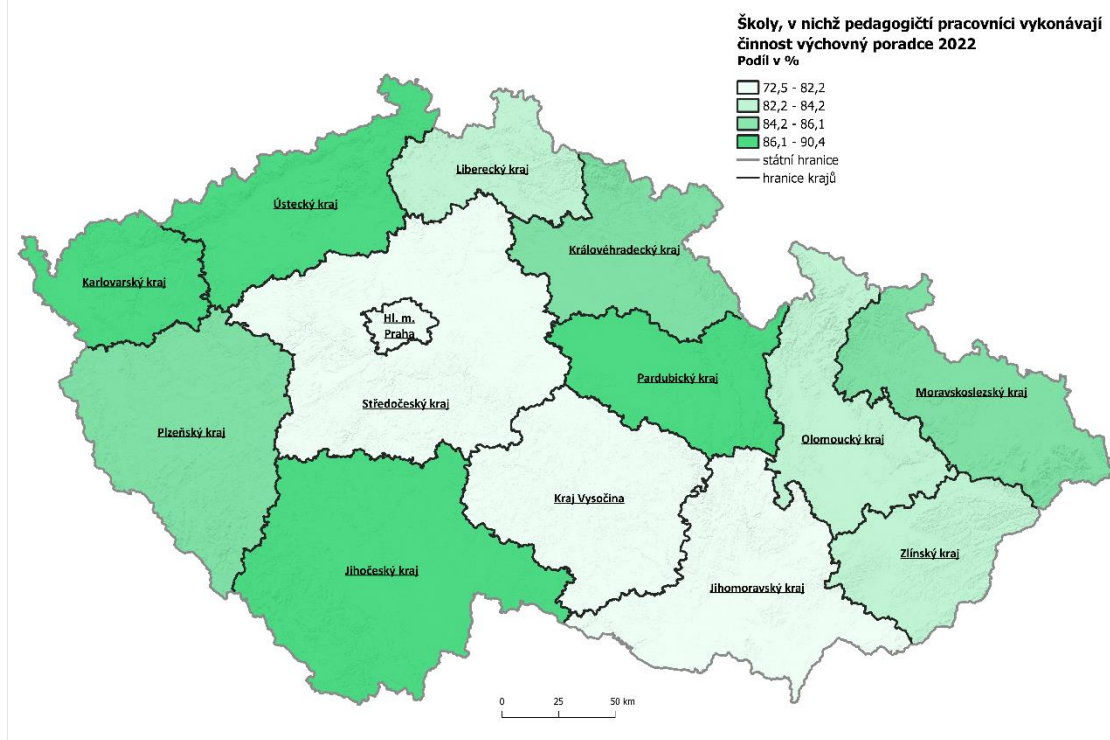 Školy, v nichž pedagogičtí pracovníci vykonávají
činnost výchovný poradce 2022
Podíl v %
72,5 - 82,2
82,2 - 84,2
84,2 - 86,1
86,1 - 90,4
státní hranice
hranice krajů
Liberecký kraj
Ústecký kraj
Královéhradecký kraj
Karlovarský kraj
Hl. m.
Praha
Pardubický kraj
Moravskoslezský kraj
Středočeský kraj
Plzeňský kraj
Olomoucký kraj
Kraj Vysočina
Zlínský kraj
Jihočeský kraj
Jihomoravský kraj
0 25 50 km